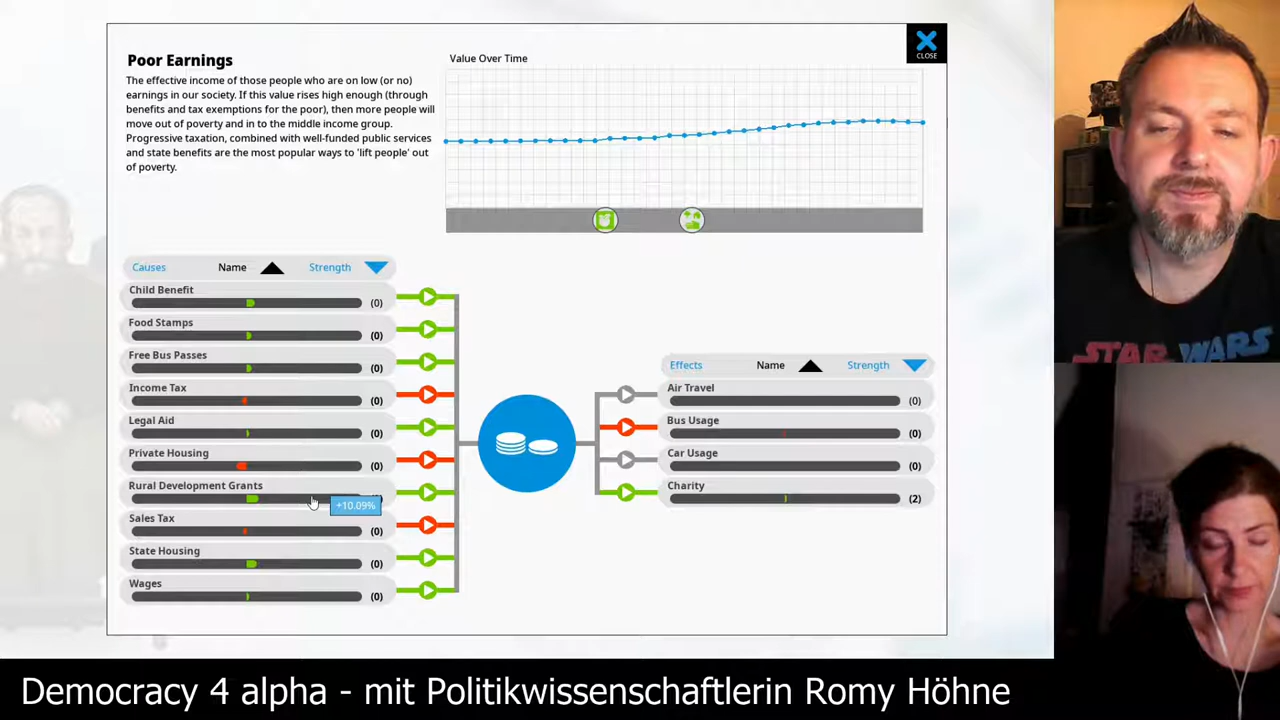 Poor Earnings
The effective income of those people who are on low (or no)
earnings in our society. If this value rises high enough (through
benefits and tax exemptions for the poor), then more people will
move out of poverty and in to the middle income group.
Progressive taxation, combined with well-funded public services
and state benefits are the most popular ways to 'lift people' out
of poverty.
Value Over Time
CLOSE
Causes Name Strength
Child Benefit
(0)
Food Stamps
(0)
Free Bus Passes
(0)
Income Tax
(0)
Legal Aid
(0)
Private Housing
(0)
Rural Development Grants
+10.09%
Sales Tax
(0)
State Housing
(0)
Wages
(0)
Effects Name Strength
Air Travel
(0)
Bus Usage
(0)
Car Usage
(0)
Charity
(2)
STAR WARS
Democracy 4 alpha - mit Politikwissenschaftlerin Romy Höhne